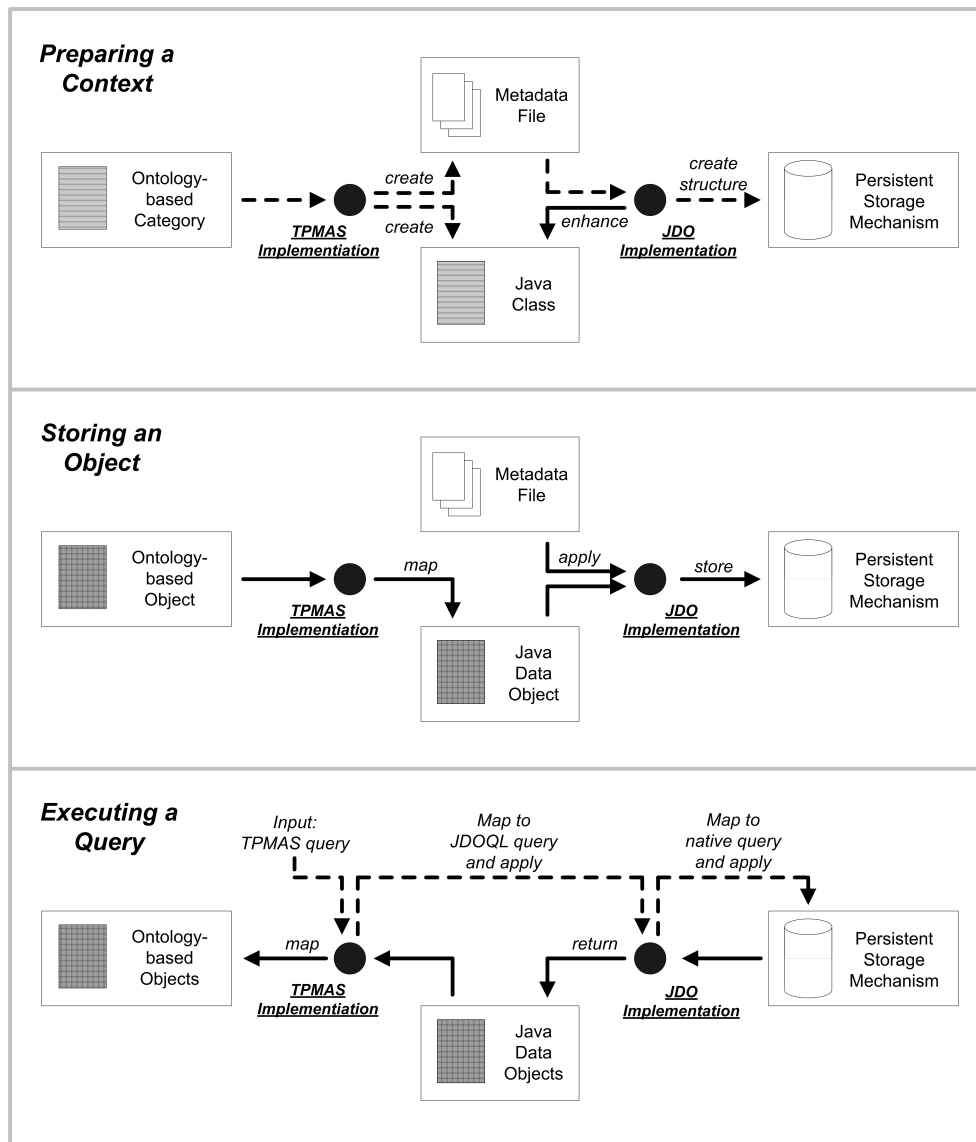 Preparing a
Context
Metadata
File
Ontology-
based
Category
create
create
TPMAS
Implementiation
enhance
JDO
Implementation
create
structure
Persistent
Storage
Mechanism
Java
Class
Storing an
Object
Metadata
File
Ontology-
based
Object
TPMAS
Implementiation
map
apply
JDO
Implementation
store
Persistent
Storage
Mechanism
Java
Data
Object
Executing a
Query
Input:
TPMAS query
Map to
JDOQL query
and apply
Map to
native query
and apply
Ontology-
based
Objects
map
TPMAS
Implementiation
return
JDO
Implementation
Persistent
Storage
Mechanism
Java
Data
Objects